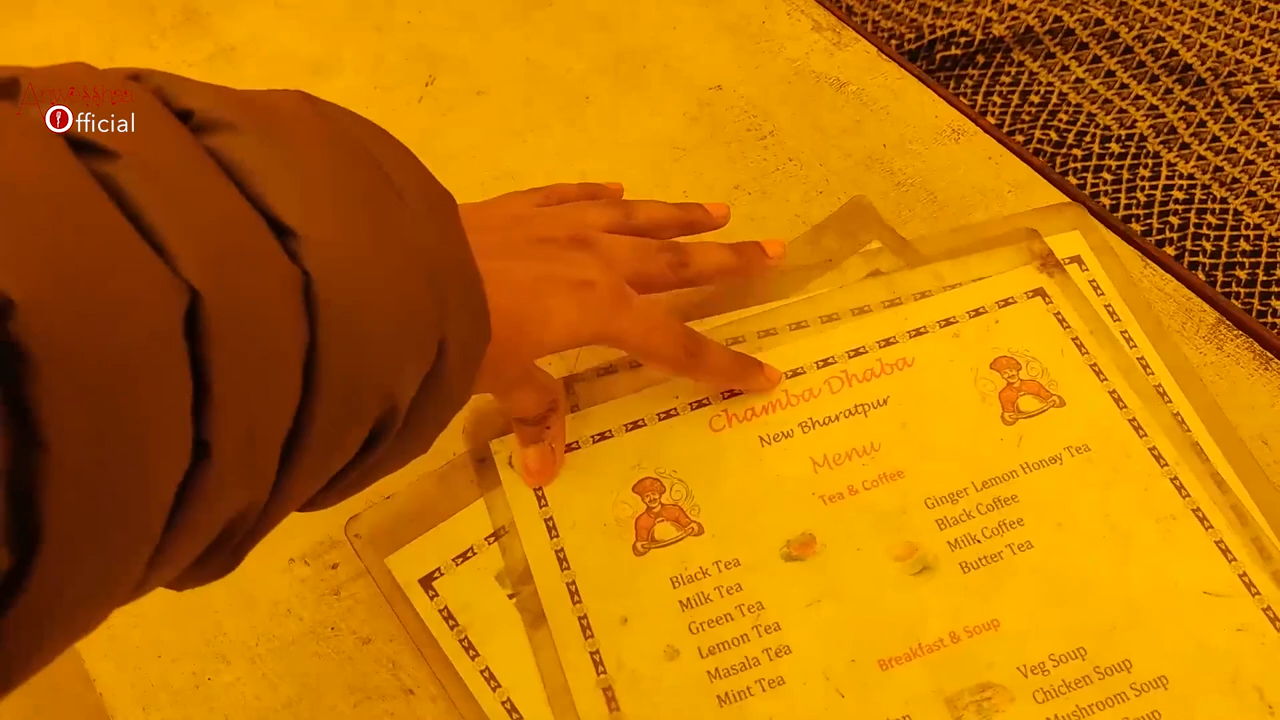 Official
Chamba Dhaba
New Bharatpur
Menu
Tea & Coffee
Black Tea
Milk Tea
Green Tea
Lemon Tea
Masala Tea
Mint Tea
Ginger Lemon Honey Tea
Black Coffee
Milk Coffee
Butter Tea
Breakfast & Soup
Veg Soup
Chicken Soup
Mushroom Soup